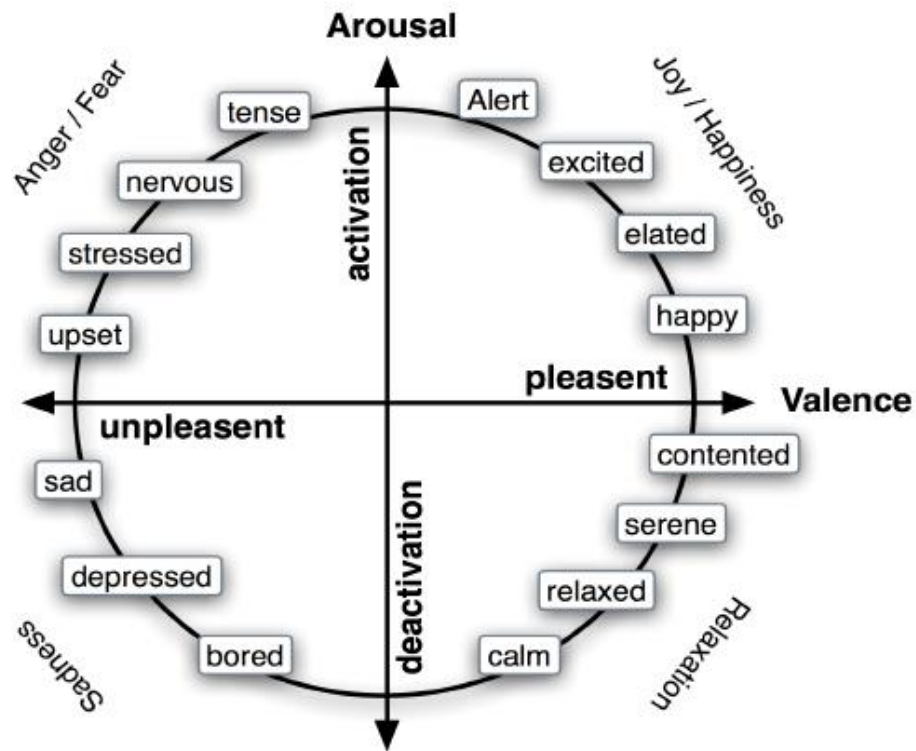 Arousal
Anger / Fear
Joy / Happiness
tense
Alert
activation
nervous
excited
stressed
elated
upset
happy
pleasent
Valence
unpleasent
sad
contented
deactivation
serene
depressed
relaxed
bored
calm
Sadness
Relaxation